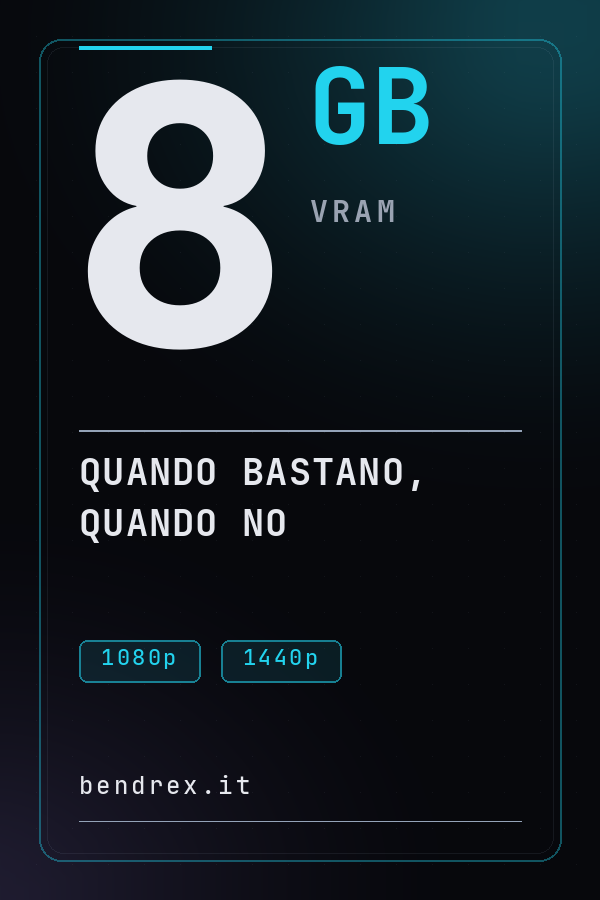 8 GB
VRAM
QUANDO BASTANO,
QUANDO NO
1080p 1440p
bendrex.it